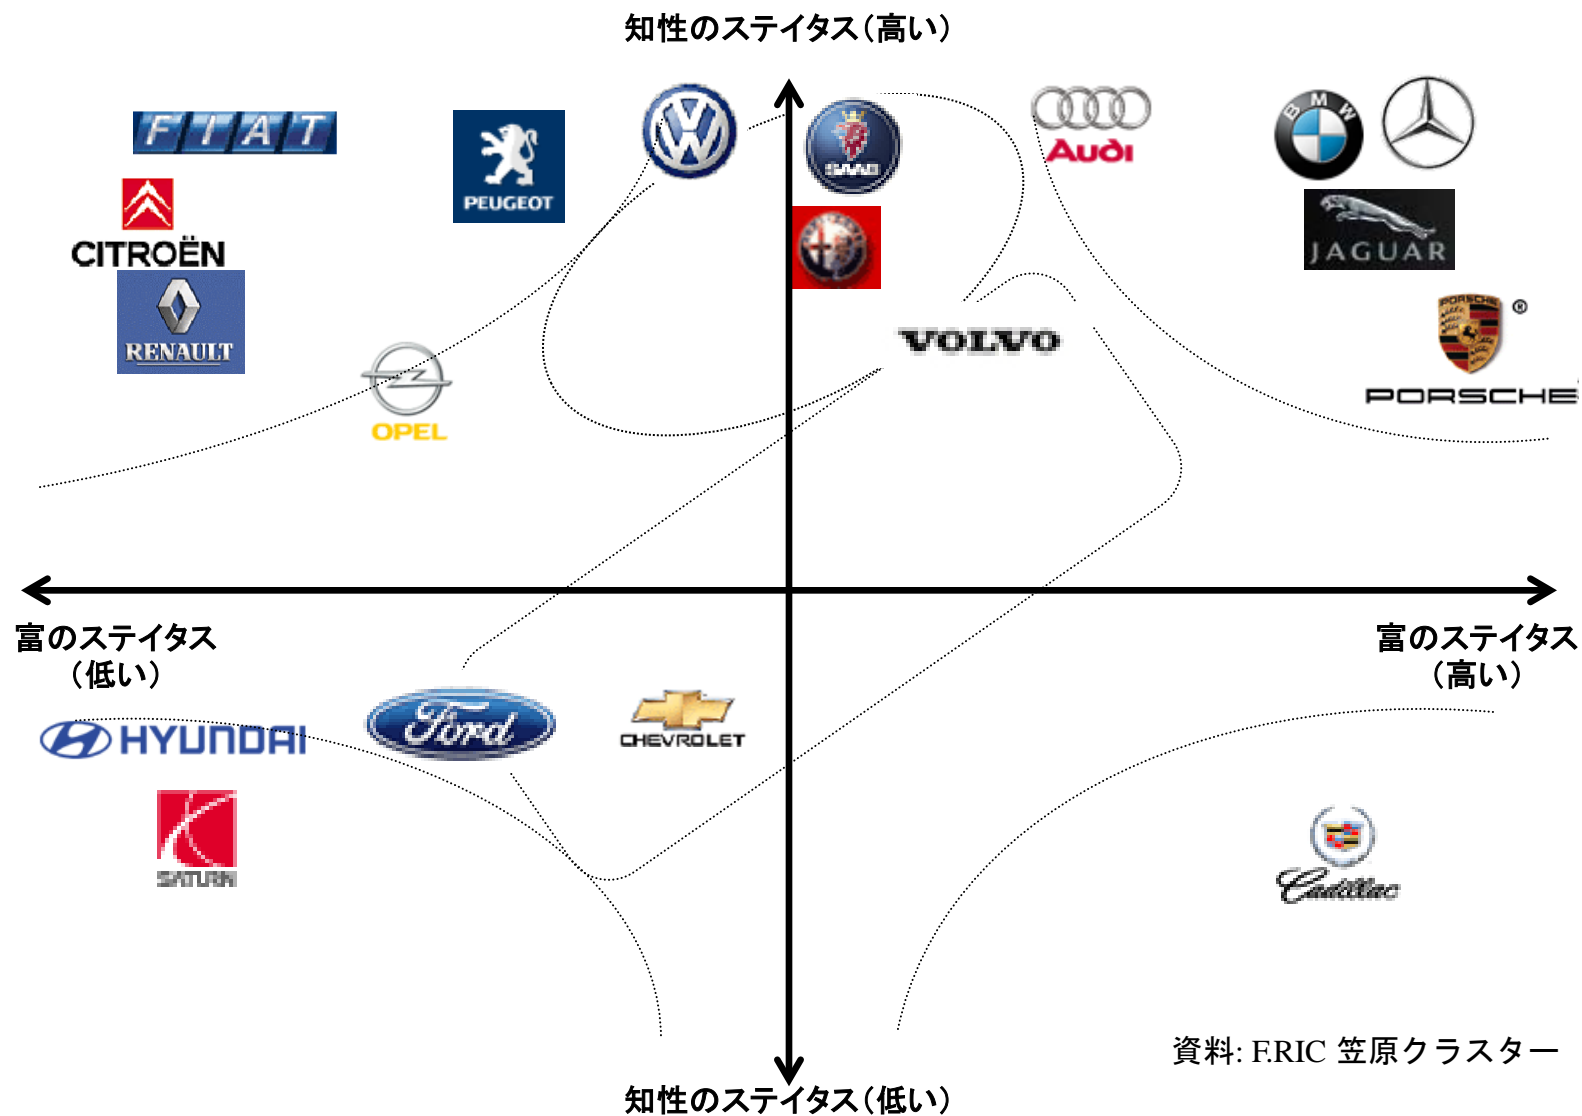 知性のステイタス(高い)
FIAT
PEUGEOT
SAAB
Audi
BMW
CITROËN
JAGUAR
RENAULT
PORSCHE
®
VOLVO
PORSCHE
OPEL
富のステイタス
(低い)
富のステイタス
(高い)
HYUNDAI
Ford
CHEVROLET
SATURN
Cadillac
資料: F.RIC 笠原クラスター
知性のステイタス(低い)